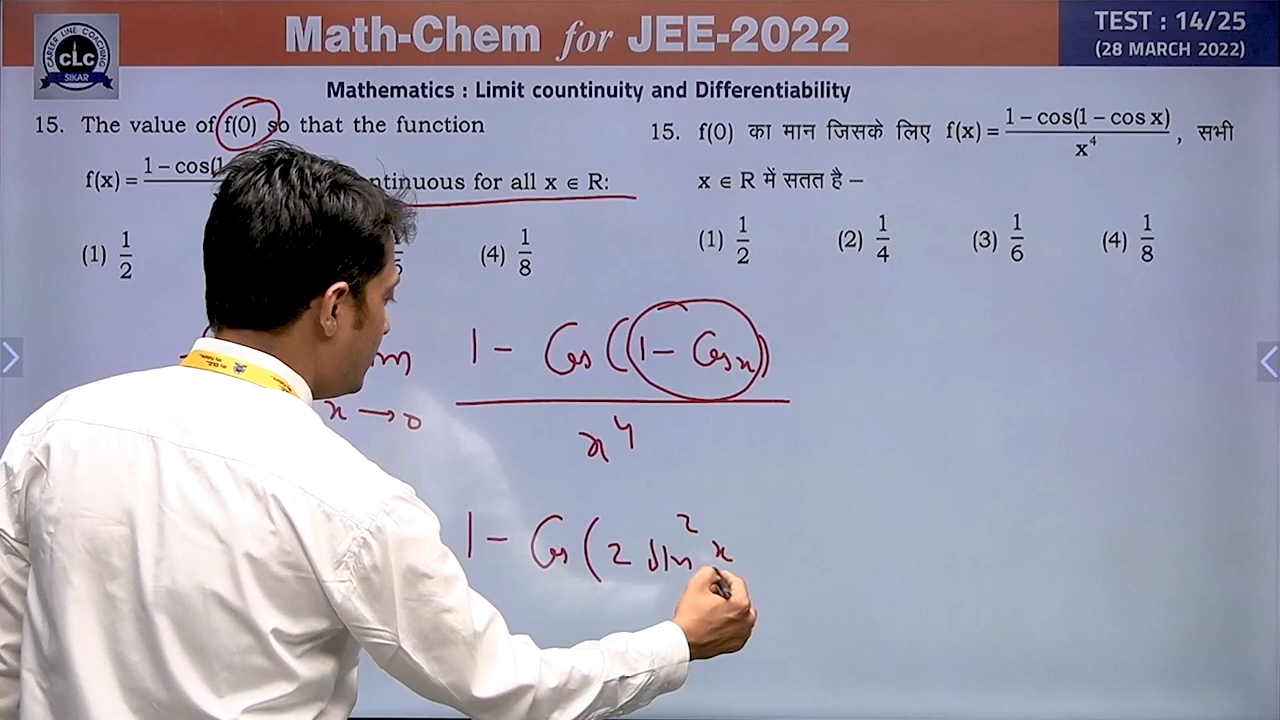 CAREER LINE COACHING
CLC
SIKAR
Math-Chem for JEE-2022
TEST : 14/25
(28 MARCH 2022)
Mathematics : Limit countinuity and Differentiability
15. The value of f(0) so that the function
f(x) = 1 – cos(1
ntinuous for all x ∈ R:
(1) 1/2
(4) 1/8
15. f(0) का मान जिसके लिए f(x) = (1 – cos(1 – cos x))/x⁴ , सभी
x ∈ R में सतत है –
(1) 1/2 (2) 1/4 (3) 1/6 (4) 1/8
1 - Cos (1 - Cos x)
x → 0
x⁴
1 - Cos (2 sin² x